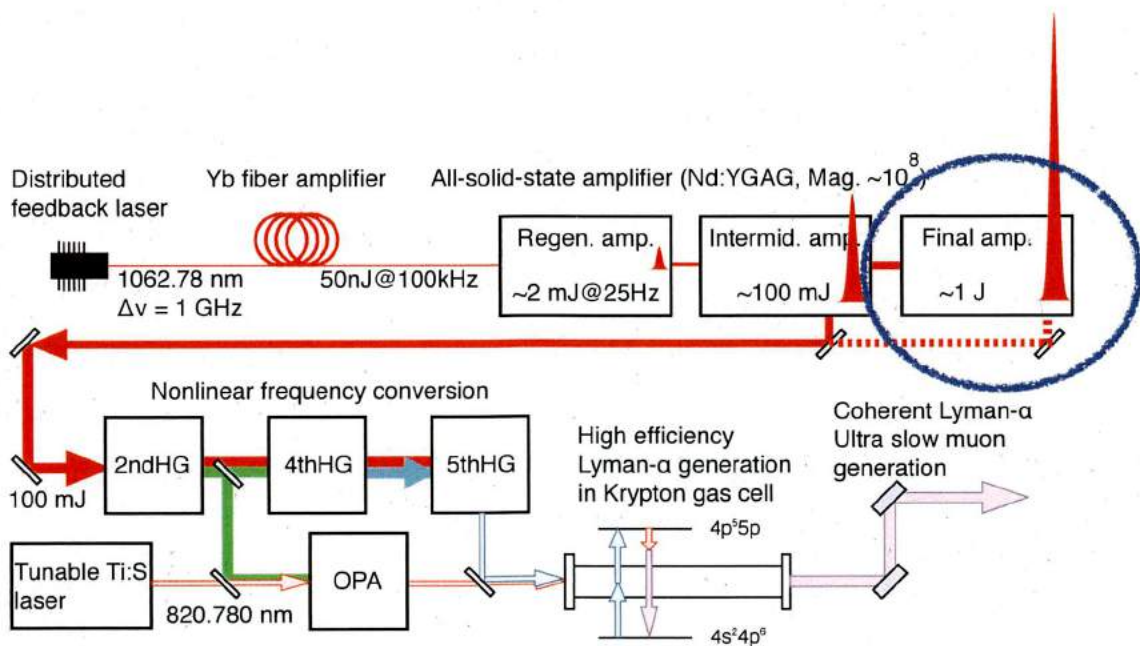 Distributed
feedback laser
Yb fiber amplifier
All-solid-state amplifier (Nd:YGAG, Mag. ~10⁸)
1062.78 nm
Δν = 1 GHz
50nJ@100kHz
Regen. amp.
~2 mJ@25Hz
Intermid. amp.
~100 mJ
Final amp.
~1 J
Nonlinear frequency conversion
100 mJ
2ndHG
4thHG
5thHG
High efficiency
Lyman-α generation
in Krypton gas cell
Coherent Lyman-α
Ultra slow muon
generation
Tunable Ti:S
laser
820.780 nm
OPA
4p⁵5p
4s²4p⁶